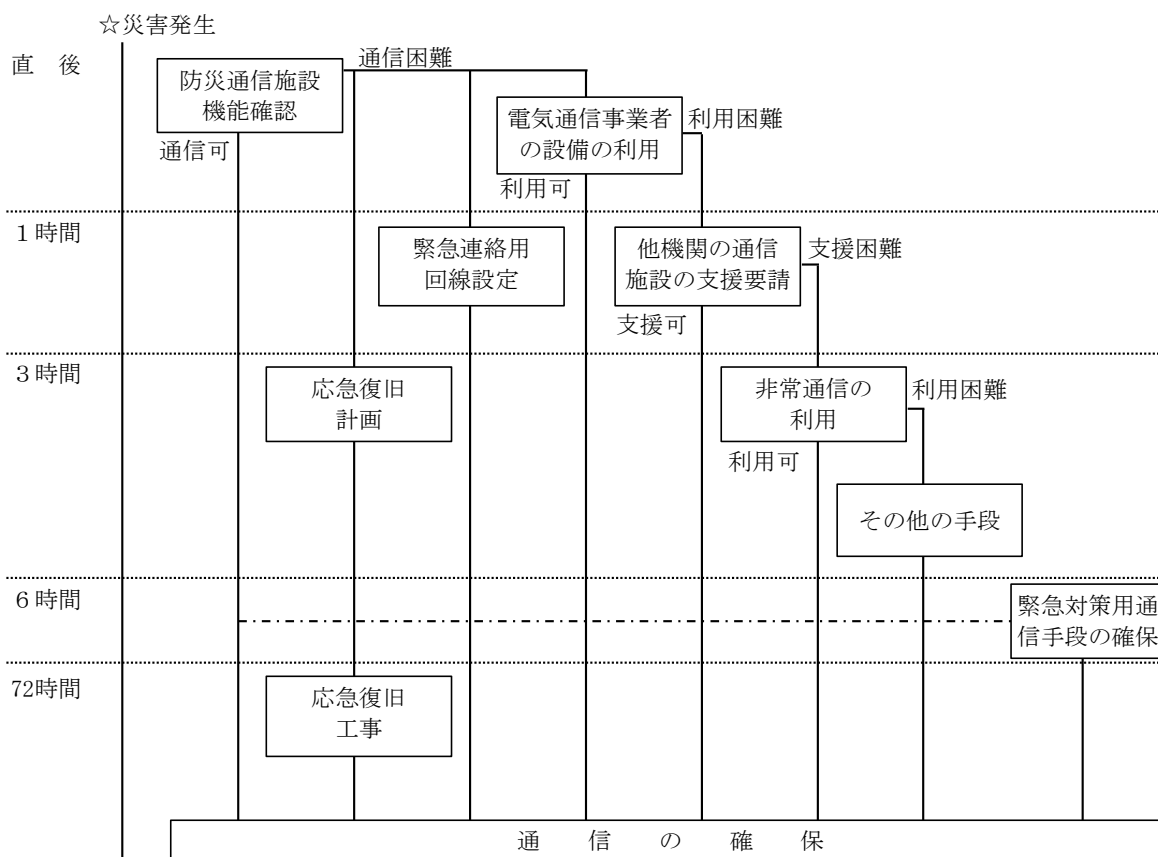 ☆災害発生
直 後
防災通信施設
機能確認
通信困難
通信可
電気通信事業者
の設備の利用
利用困難
利用可
1時間
緊急連絡用
回線設定
他機関の通信
施設の支援要請
支援困難
支援可
3時間
応急復旧
計画
非常通信の
利用
利用困難
利用可
その他の手段
6時間
緊急対策用通
信手段の確保
72時間
応急復旧
工事
通 信 の 確 保